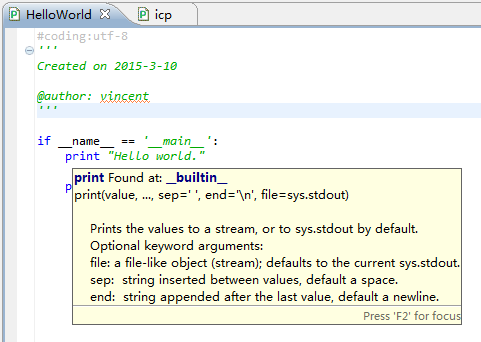 HelloWorld
icp
#coding:utf-8
'''
Created on 2015-3-10
@author: vincent
'''
if __name__ == '__main__':
print "Hello world."
p
print Found at: __builtin__
print(value, ..., sep=' ', end='\n', file=sys.stdout)
Prints the values to a stream, or to sys.stdout by default.
Optional keyword arguments:
file: a file-like object (stream); defaults to the current sys.stdout.
sep:  string inserted between values, default a space.
end:  string appended after the last value, default a newline.
Press 'F2' for focus